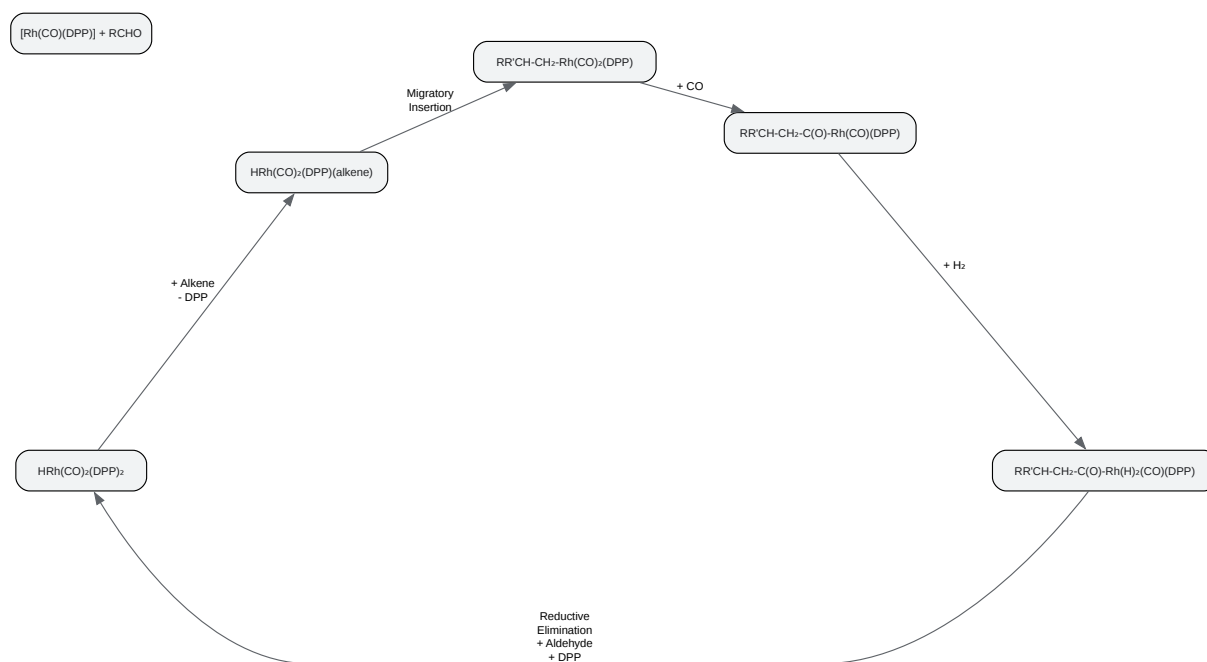 [Rh(CO)(DPP)] + RCHO
RR'CH-CH₂-Rh(CO)₂(DPP)
+ CO
Migratory
Insertion
RR'CH-CH₂-C(O)-Rh(CO)(DPP)
HRh(CO)₂(DPP)(alkene)
+ H₂
+ Alkene
- DPP
HRh(CO)₂(DPP)₂
RR'CH-CH₂-C(O)-Rh(H)₂(CO)(DPP)
Reductive
Elimination
+ Aldehyde
+ DPP